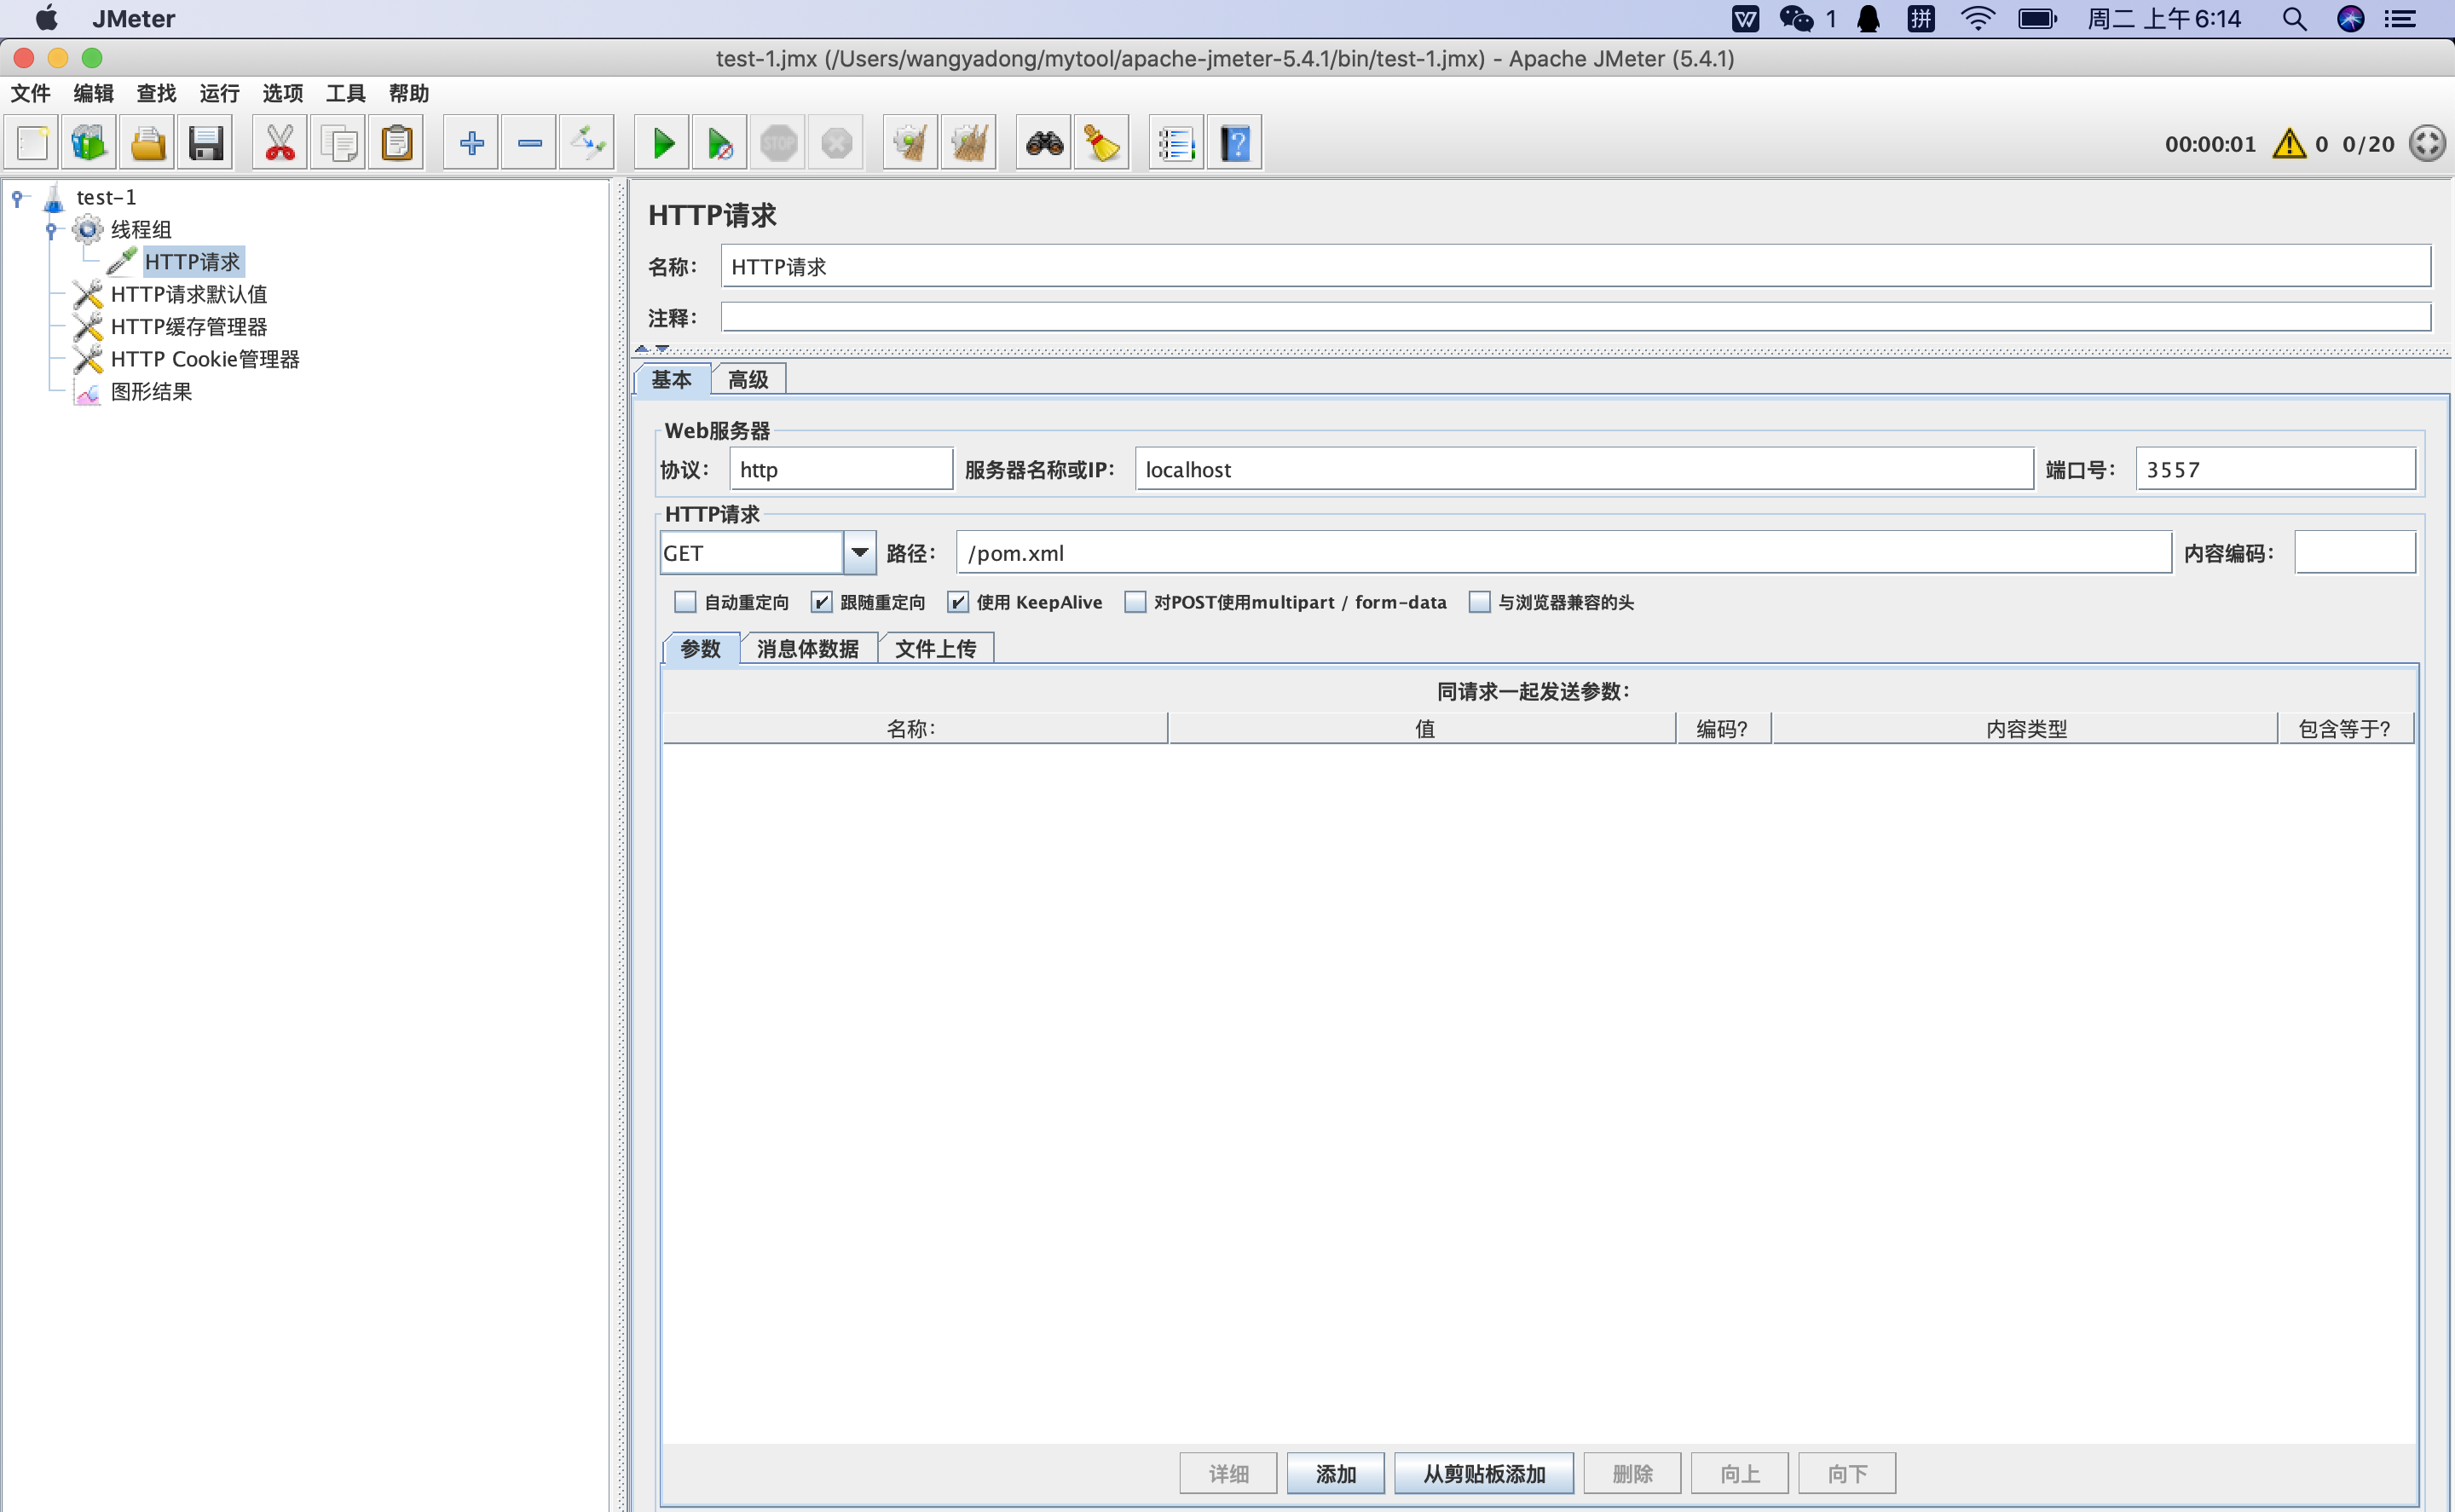 JMeter 1 拼 周二 上午6:14
test-1.jmx (/Users/wangyadong/mytool/apache-jmeter-5.4.1/bin/test-1.jmx) - Apache JMeter (5.4.1)
文件 编辑 查找 运行 选项 工具 帮助
STOP ? 00:00:01 0 0/20
test-1
线程组
HTTP请求
HTTP请求默认值
HTTP缓存管理器
HTTP Cookie管理器
图形结果
HTTP请求
名称： HTTP请求
注释：
基本 高级
Web服务器
协议： http 服务器名称或IP： localhost 端口号： 3557
HTTP请求
GET 路径： /pom.xml 内容编码：
自动重定向 跟随重定向 使用 KeepAlive 对POST使用multipart / form-data 与浏览器兼容的头
参数 消息体数据 文件上传
同请求一起发送参数：
名称： 值 编码? 内容类型 包含等于?
详细 添加 从剪贴板添加 删除 向上 向下